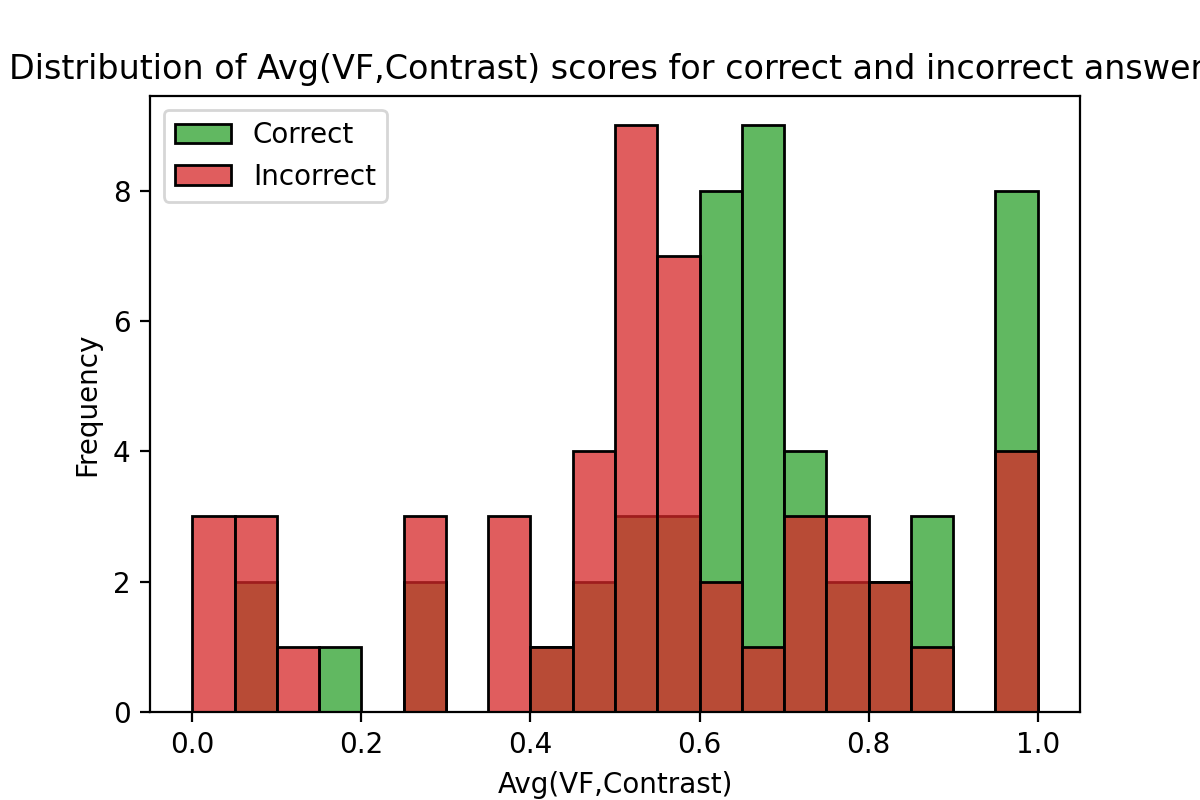 Distribution of Avg(VF,Contrast) scores for correct and incorrect answer
Correct
Incorrect
8
6
4
2
0
Frequency
0.0 0.2 0.4 0.6 0.8 1.0
Avg(VF,Contrast)